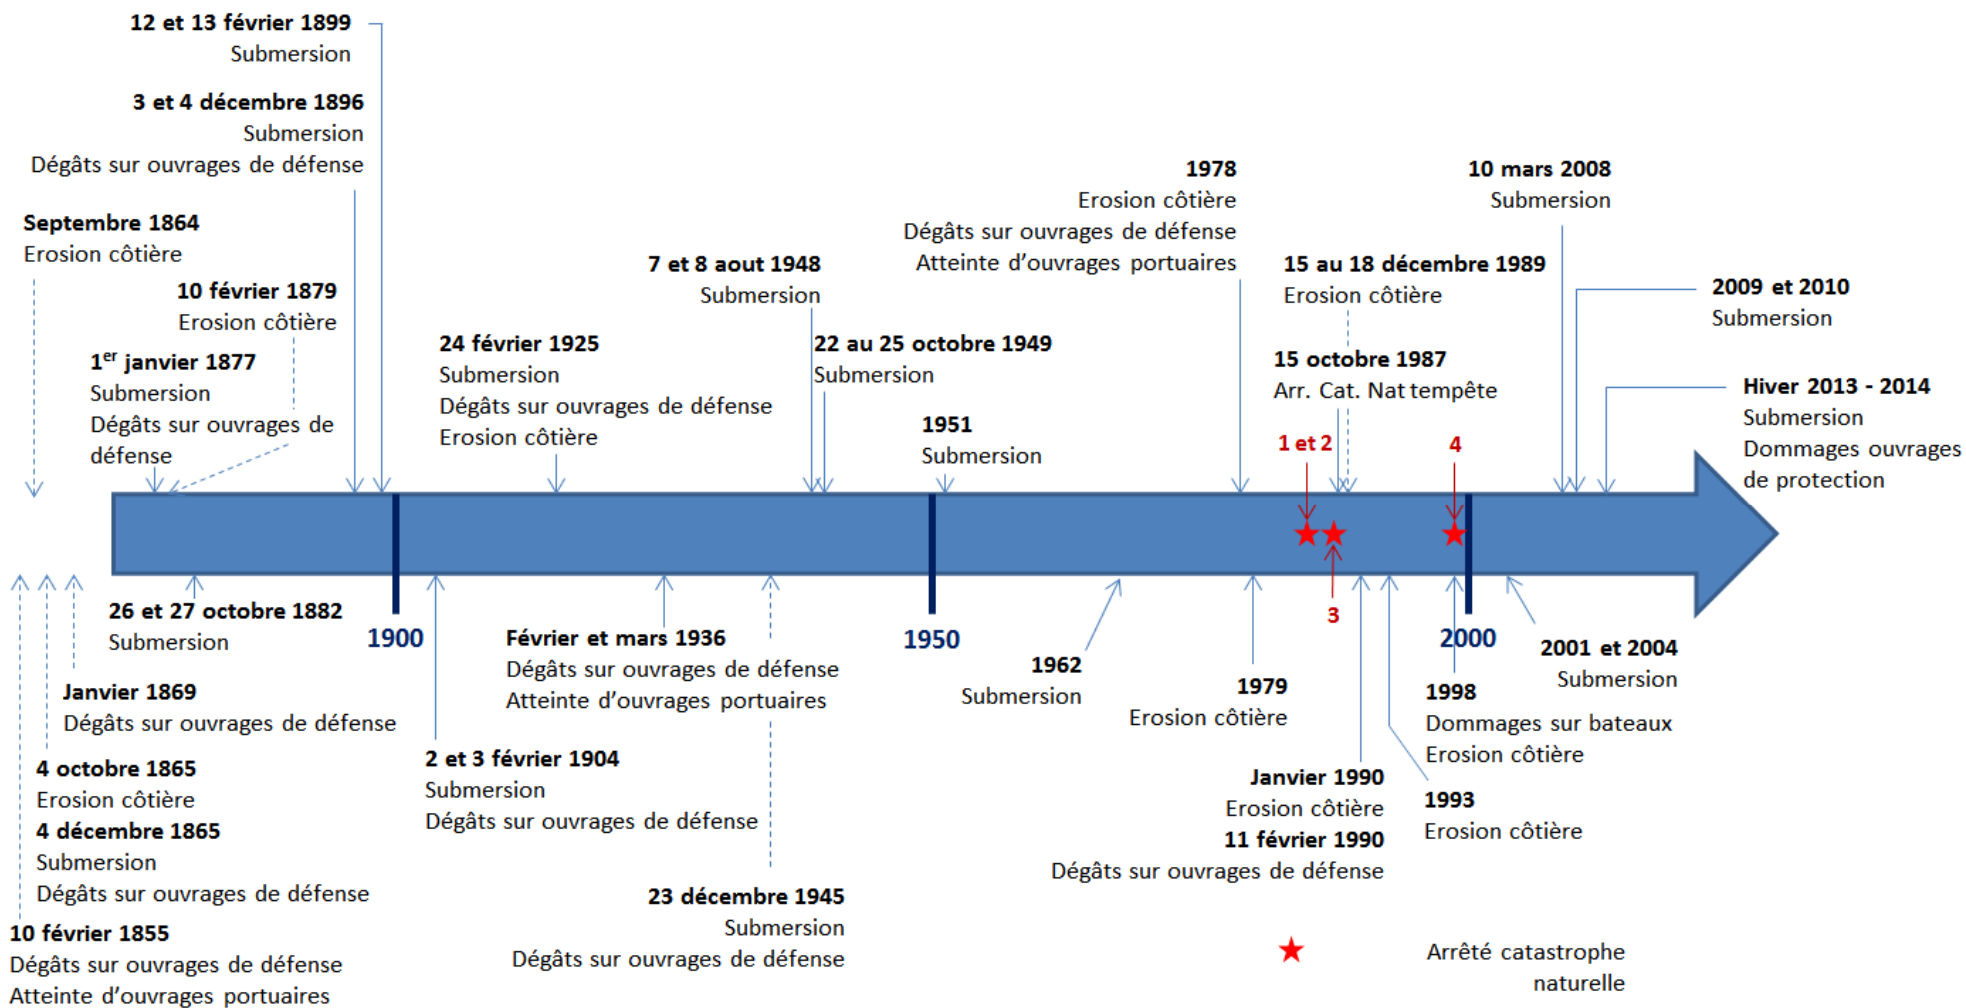 12 et 13 février 1899
Submersion
3 et 4 décembre 1896
Submersion
Dégâts sur ouvrages de défense
Septembre 1864
Erosion côtière
10 février 1879
Erosion côtière
1er janvier 1877
Submersion
Dégâts sur ouvrages de
défense
24 février 1925
Submersion
Dégâts sur ouvrages de défense
Erosion côtière
7 et 8 aout 1948
Submersion
22 au 25 octobre 1949
Submersion
1951
Submersion
1978
Erosion côtière
Dégâts sur ouvrages de défense
Atteinte d'ouvrages portuaires
15 au 18 décembre 1989
Erosion côtière
15 octobre 1987
Arr. Cat. Nat tempête
10 mars 2008
Submersion
2009 et 2010
Submersion
Hiver 2013 - 2014
Submersion
Dommages ouvrages
de protection
1 et 2
4
3
1900
1950
2000
26 et 27 octobre 1882
Submersion
Janvier 1869
Dégâts sur ouvrages de défense
4 octobre 1865
Erosion côtière
4 décembre 1865
Submersion
Dégâts sur ouvrages de défense
10 février 1855
Dégâts sur ouvrages de défense
Atteinte d'ouvrages portuaires
2 et 3 février 1904
Submersion
Dégâts sur ouvrages de défense
Février et mars 1936
Dégâts sur ouvrages de défense
Atteinte d'ouvrages portuaires
23 décembre 1945
Submersion
Dégâts sur ouvrages de défense
1962
Submersion
1979
Erosion côtière
Janvier 1990
Erosion côtière
11 février 1990
Dégâts sur ouvrages de défense
1993
Erosion côtière
1998
Dommages sur bateaux
Erosion côtière
2001 et 2004
Submersion
Arrêté catastrophe
naturelle